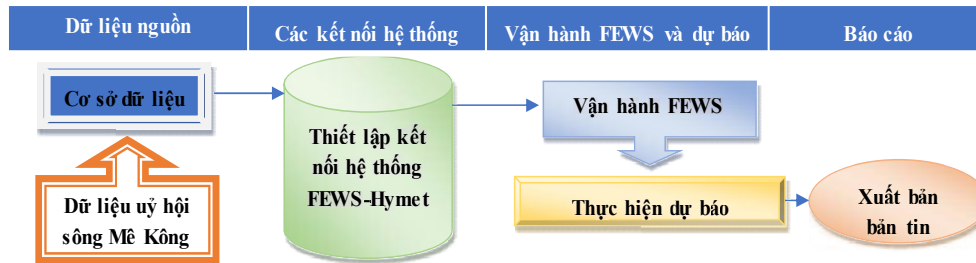 Dữ liệu nguồn
Các kết nối hệ thống
Vận hành FEWS và dự báo
Báo cáo
Cơ sở dữ liệu
Thiết lập kết
nối hệ thống
FEWS-Hymet
Vận hành FEWS
Dữ liệu uỷ hội
sông Mê Kông
Thực hiện dự báo
Xuất bản
bản tin